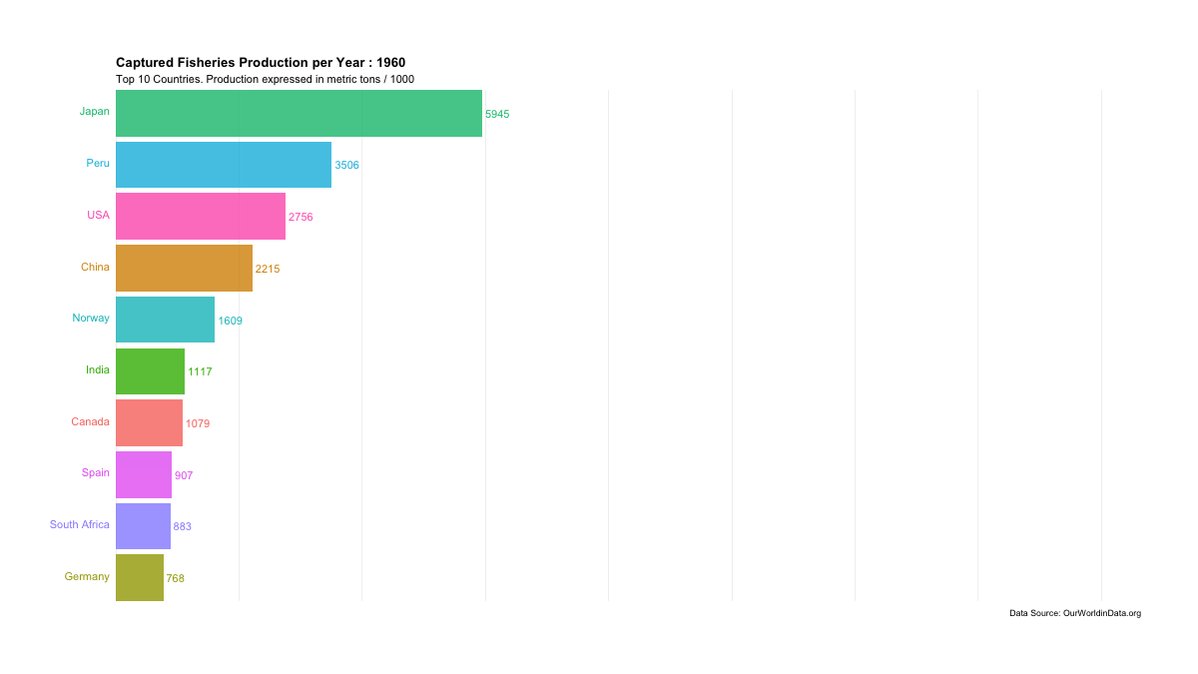 Captured Fisheries Production per Year : 1960
Top 10 Countries. Production expressed in metric tons / 1000
Japan 5945
Peru 3506
USA 2756
China 2215
Norway 1609
India 1117
Canada 1079
Spain 907
South Africa 883
Germany 768
Data Source: OurWorldinData.org